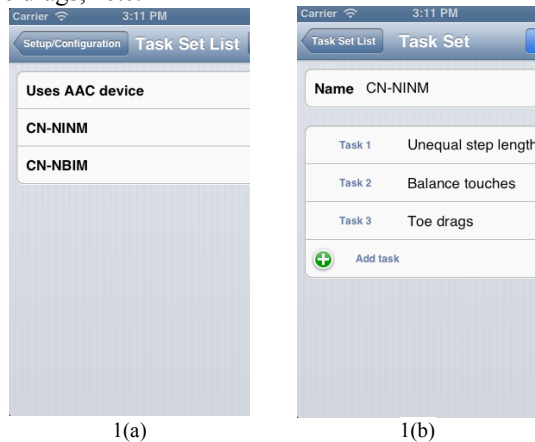 drags,
Carrier 3:11 PM
Setup/Configuration Task Set List
Uses AAC device
CN-NINM
CN-NBIM
1(a)
Carrier 3:11 PM
Task Set List Task Set
Name CN-NINM
Task 1 Unequal step length
Task 2 Balance touches
Task 3 Toe drags
Add task
1(b)